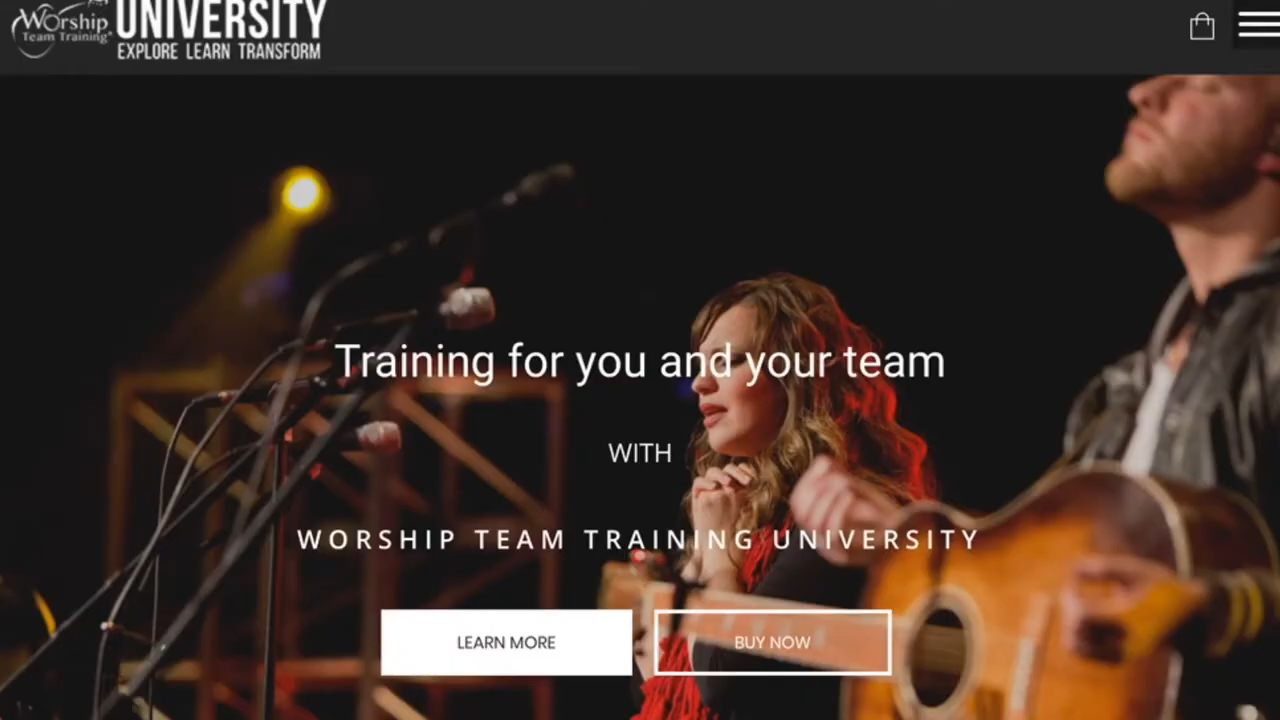 Worship
Team Training®
UNIVERSITY
EXPLORE LEARN TRANSFORM
Training for you and your team
WITH
WORSHIP TEAM TRAINING UNIVERSITY
LEARN MORE
BUY NOW